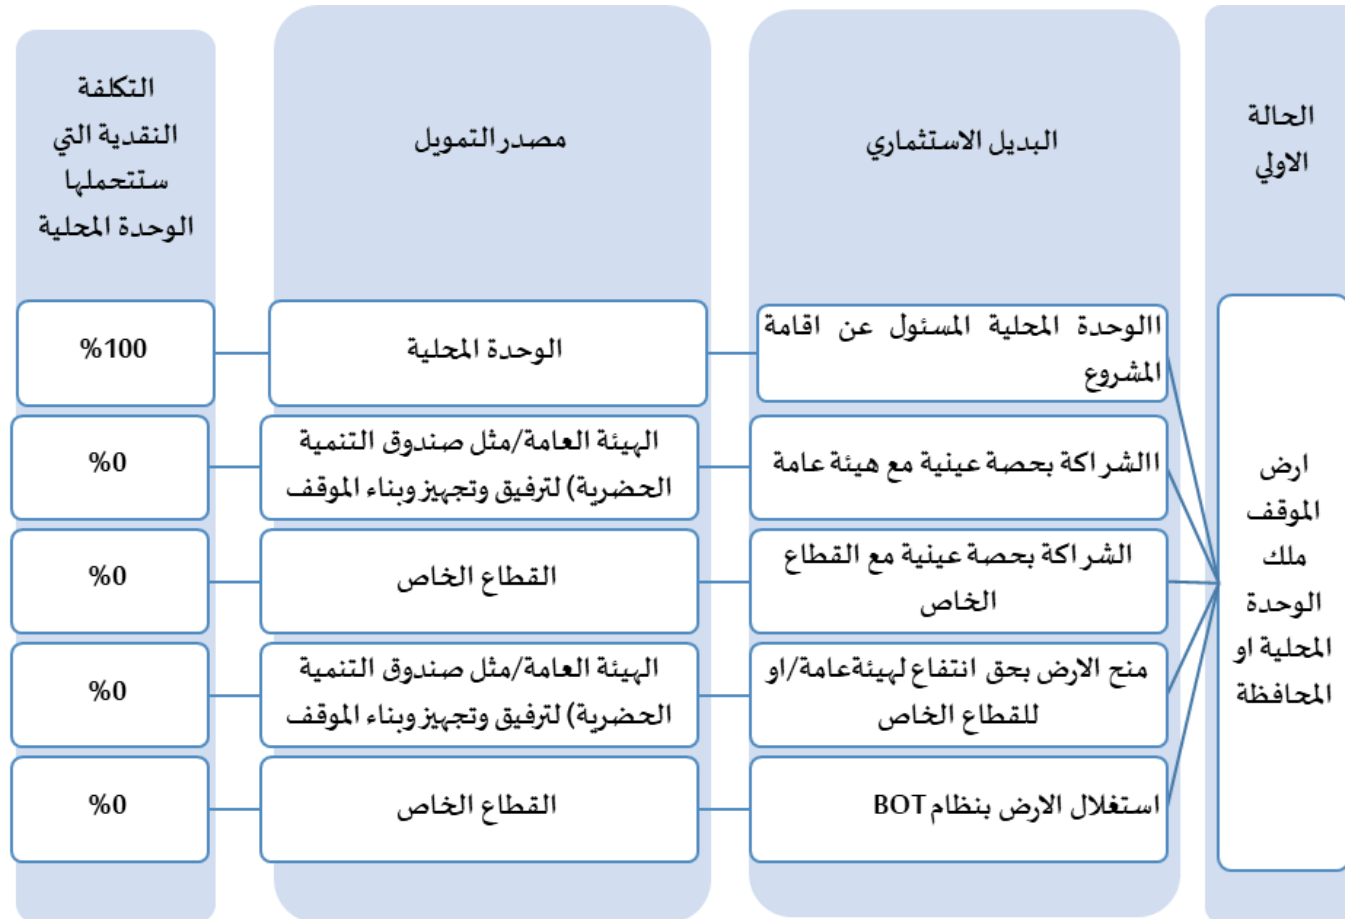 الحالة
الاولي
البديل الاستثماري
مصدر التمويل
التكلفة
النقدية التي
ستتحملها
الوحدة المحلية
ارض
الموقف
ملك
الوحدة
المحلية او
المحافظة
االوحدة المحلية المسئول عن اقامة
المشروع
الوحدة المحلية
%100
االشراكة بحصة عينية مع هيئة عامة
الهيئة العامة/مثل صندوق التنمية
الحضرية) لترفيق وتجهيز وبناء الموقف
%0
الشراكة بحصة عينية مع القطاع
الخاص
القطاع الخاص
%0
منح الارض بحق انتفاع لهيئةعامة/او
للقطاع الخاص
الهيئة العامة/مثل صندوق التنمية
الحضرية) لترفيق وتجهيز وبناء الموقف
%0
استغلال الارض بنظام BOT
القطاع الخاص
%0